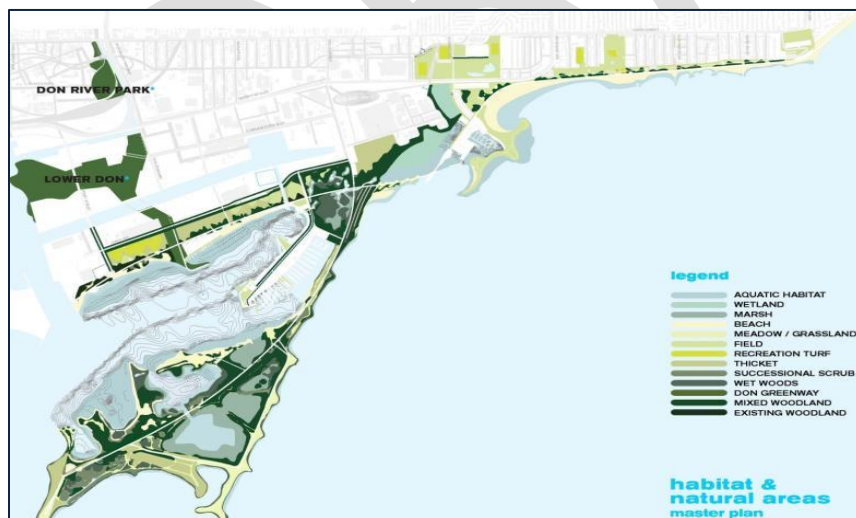 DON RIVER PARK
LOWER DON
legend
AQUATIC HABITAT
WETLAND
MARSH
BEACH
MEADOW / GRASSLAND
FIELD
RECREATION TURF
THICKET
SUCCESSIONAL SCRUB
WET WOODS
DON GREENWAY
MIXED WOODLAND
EXISTING WOODLAND
habitat &
natural areas
master plan